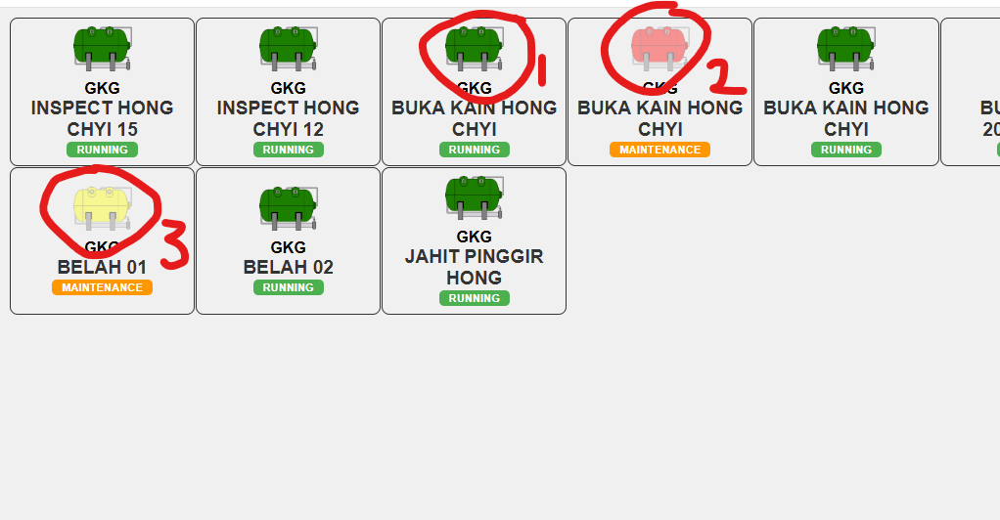 GKG
INSPECT HONG
CHYI 15
RUNNING
GKG
INSPECT HONG
CHYI 12
RUNNING
1
GKG
BUKA KAIN HONG
CHYI
RUNNING
2
GKG
BUKA KAIN HONG
CHYI
MAINTENANCE
GKG
BUKA KAIN HONG
CHYI
RUNNING
BU
20
3
GKG
BELAH 01
MAINTENANCE
GKG
BELAH 02
RUNNING
GKG
JAHIT PINGGIR
HONG
RUNNING